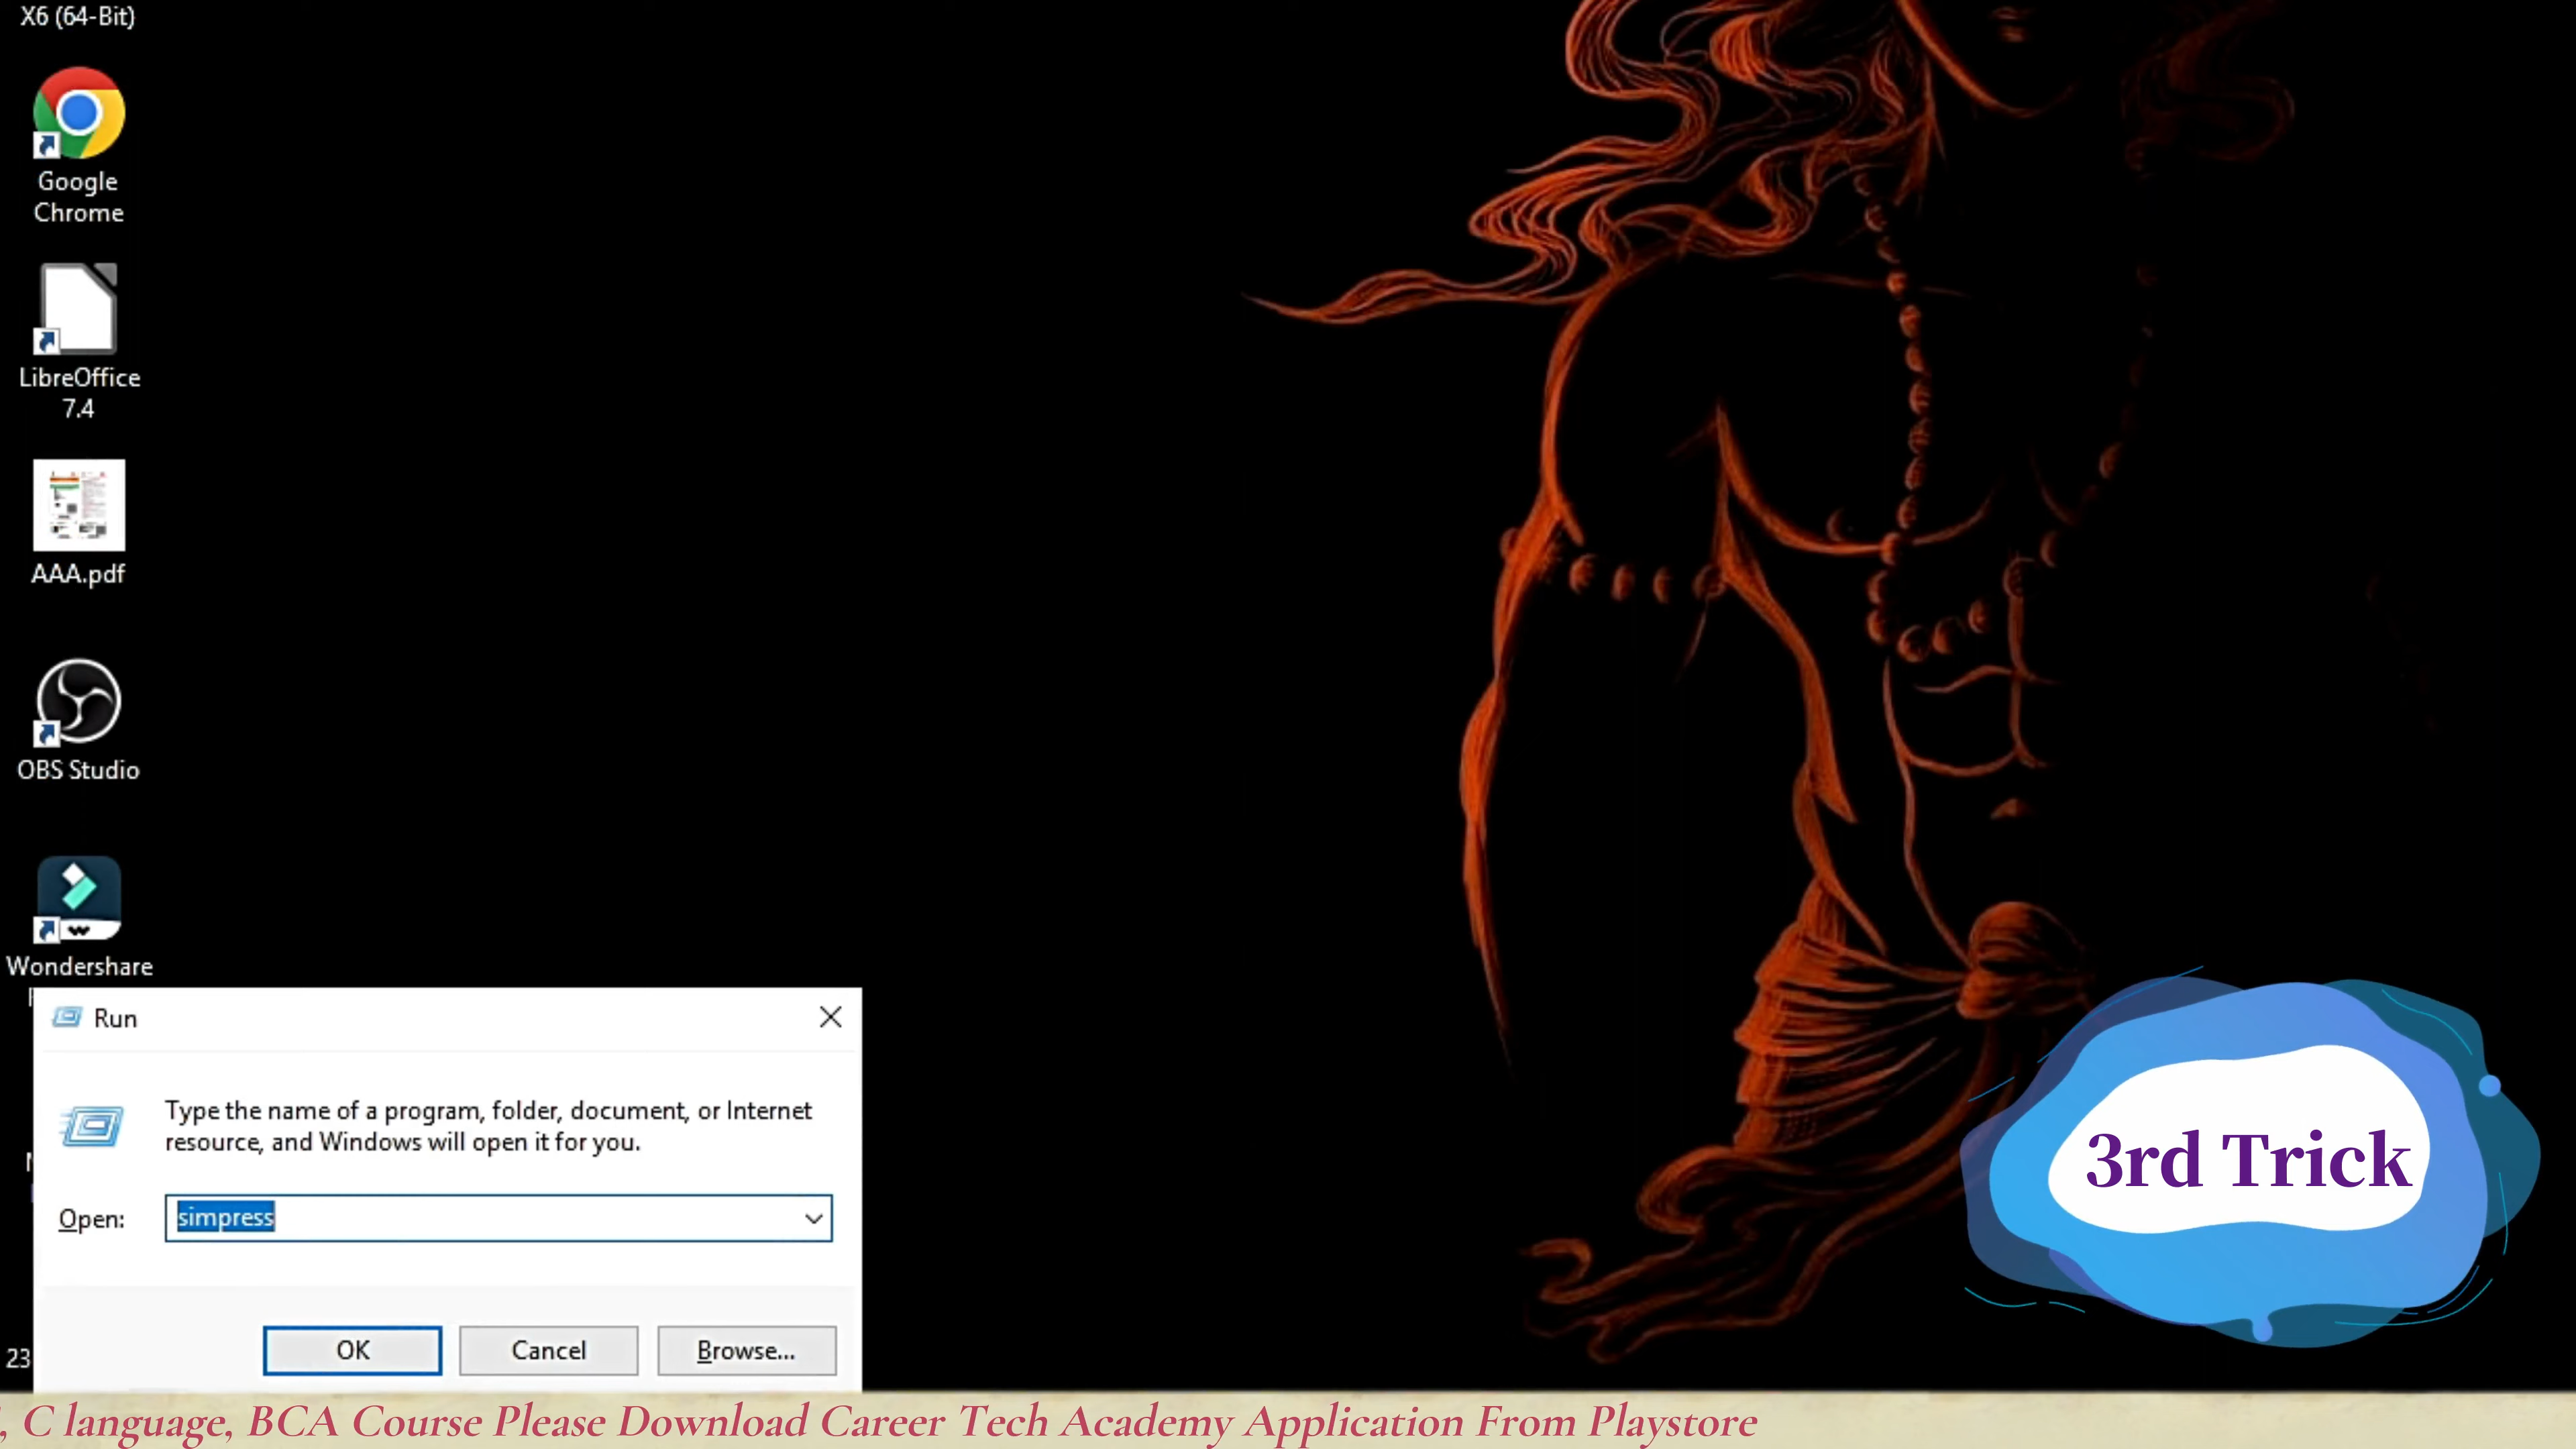 X6 (64-Bit)
Google
Chrome
LibreOffice
7.4
AAA.pdf
OBS Studio
Wondershare
Run
Type the name of a program, folder, document, or Internet
resource, and Windows will open it for you.
Open: simpress
OK Cancel Browse...
3rd Trick
23
, C language, BCA Course Please Download Career Tech Academy Application From Playstore